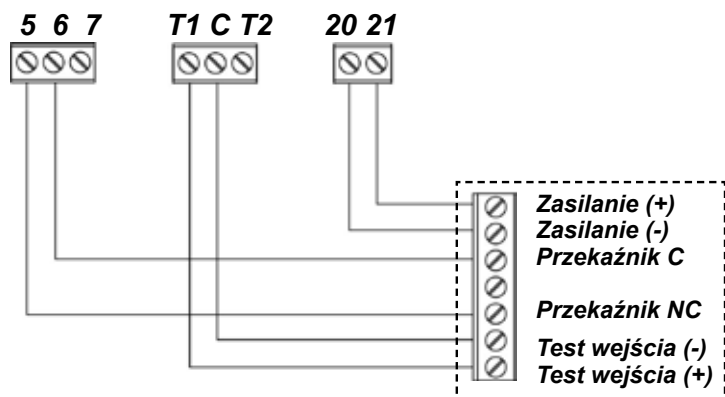 5 6 7 T1 C T2 20 21
Zasilanie (+)
Zasilanie (-)
Przekaźnik C
Przekaźnik NC
Test wejścia (-)
Test wejścia (+)